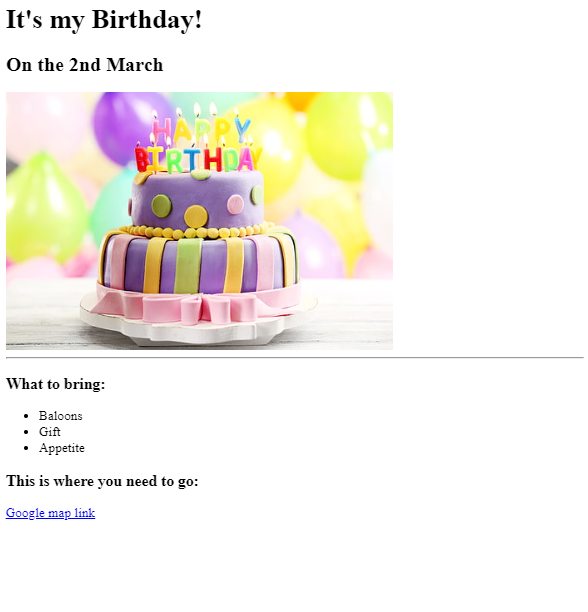 It's my Birthday!
On the 2nd March
HAPPY
BIRTHDAY
What to bring:
Baloons
Gift
Appetite
This is where you need to go:
Google map link